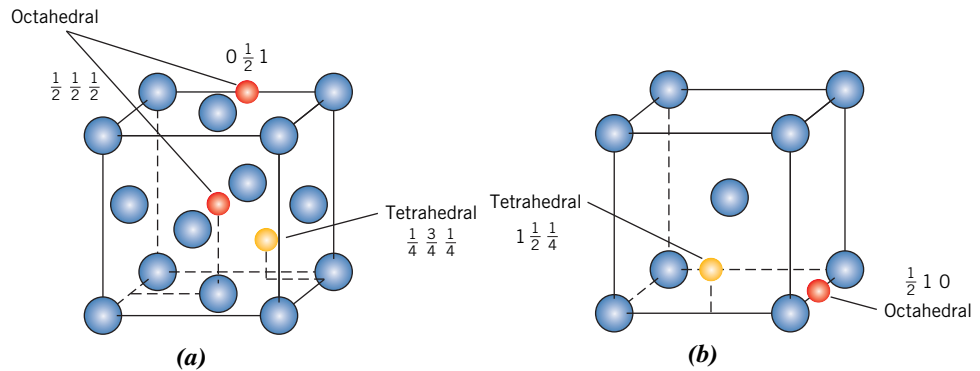 Octahedral
0 1/2 1
1/2 1/2 1/2
Tetrahedral
1/4 3/4 1/4
(a)
Tetrahedral
1 1/2 1/4
1/2 1 0
Octahedral
(b)